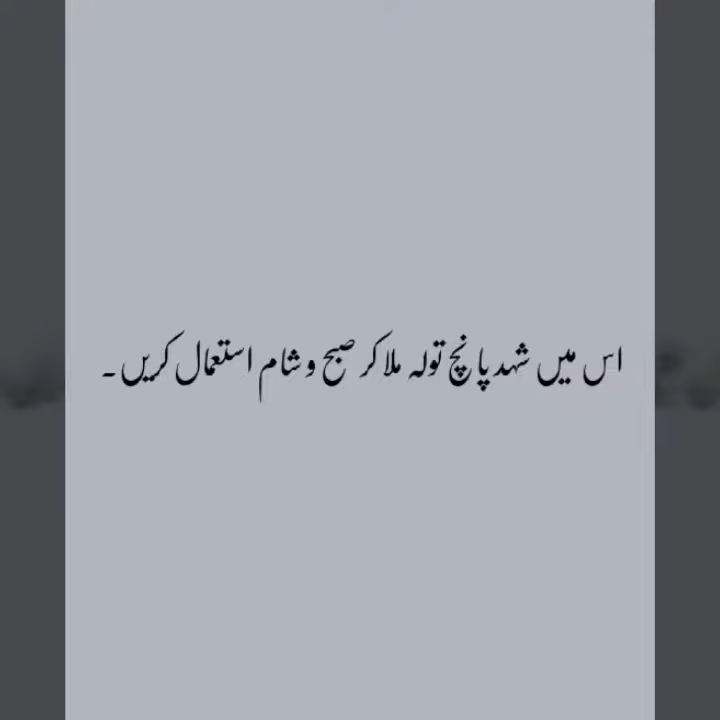 اس میں شہد پانچ تولہ ملا کر صبح و شام استعمال کریں۔